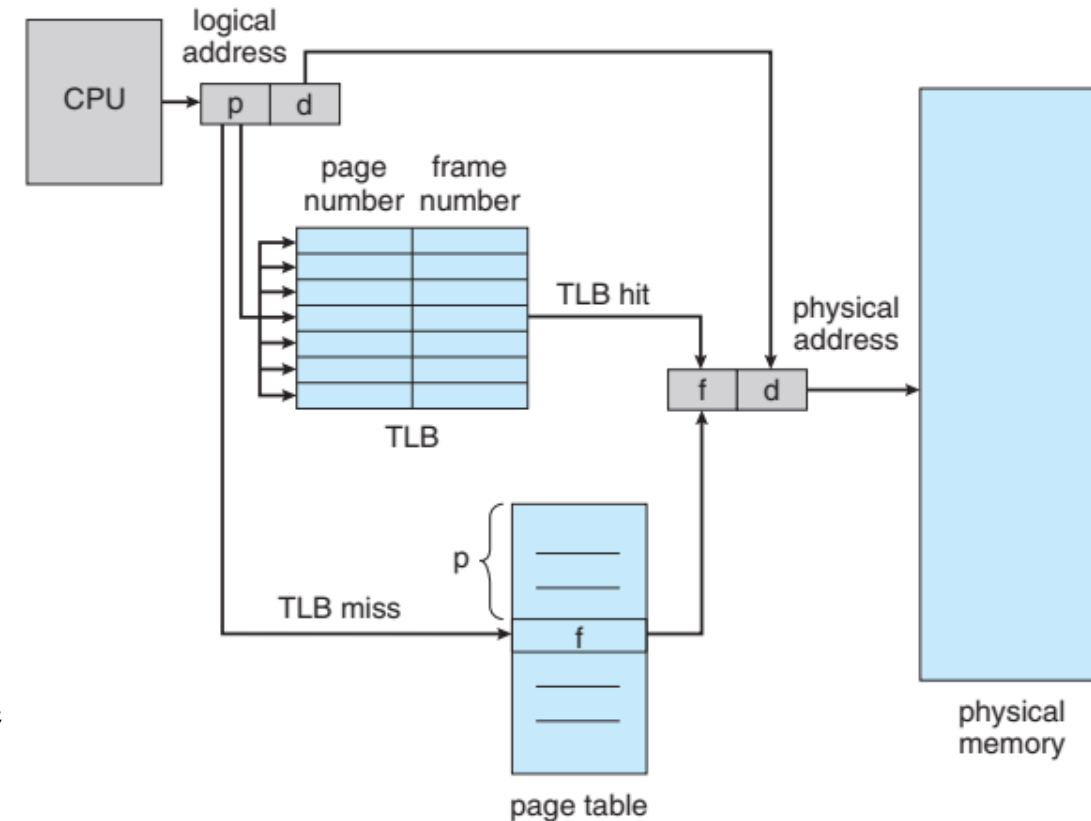 logical
address
CPU
p
d
page
number
frame
number
TLB hit
physical
address
f
d
TLB
p
TLB miss
f
physical
memory
page table